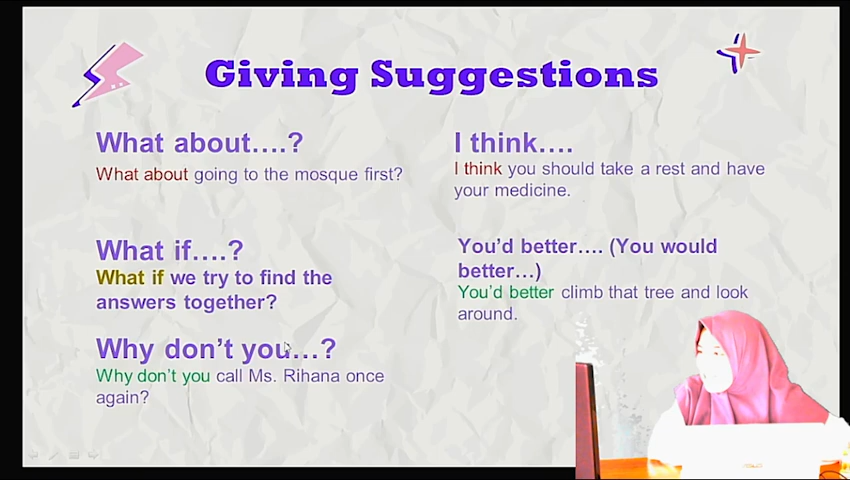 Giving Suggestions
What about....?
What about going to the mosque first?
What if....?
What if we try to find the
answers together?
Why don't you...?
Why don't you call Ms. Rihana once
again?
I think....
I think you should take a rest and have
your medicine.
You'd better.... (You would
better...)
You'd better climb that tree and look
around.